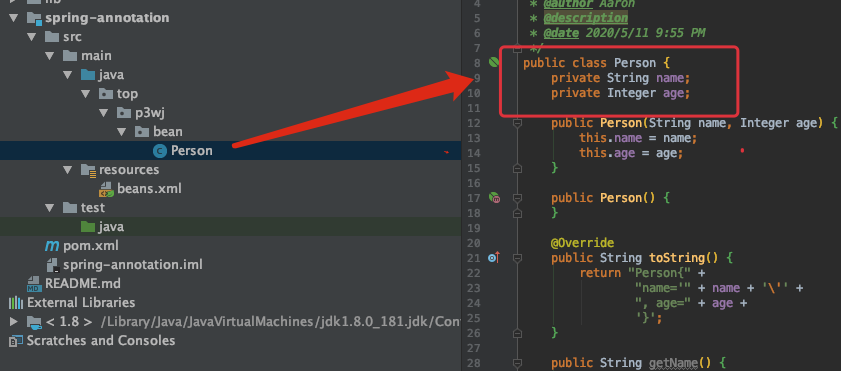 lib
spring-annotation
src
main
java
top
p3wj
bean
Person
resources
beans.xml
test
java
pom.xml
spring-annotation.iml
README.md
External Libraries
< 1.8 > /Library/Java/JavaVirtualMachines/jdk1.8.0_181.jdk/Con
Scratches and Consoles
4 * @author Aaron
5 * @description
6 * @date 2020/5/11 9:55 PM
7 */
8 public class Person {
9 private String name;
10 private Integer age;
11
12 public Person(String name, Integer age) {
13 this.name = name;
14 this.age = age;
15 }
16
17 public Person() {
18 }
19
20 @Override
21 public String toString() {
22 return "Person{" +
23 "name='" + name + '\'' +
24 ", age=" + age +
25 '}';
26 }
27
28 public String getName() {